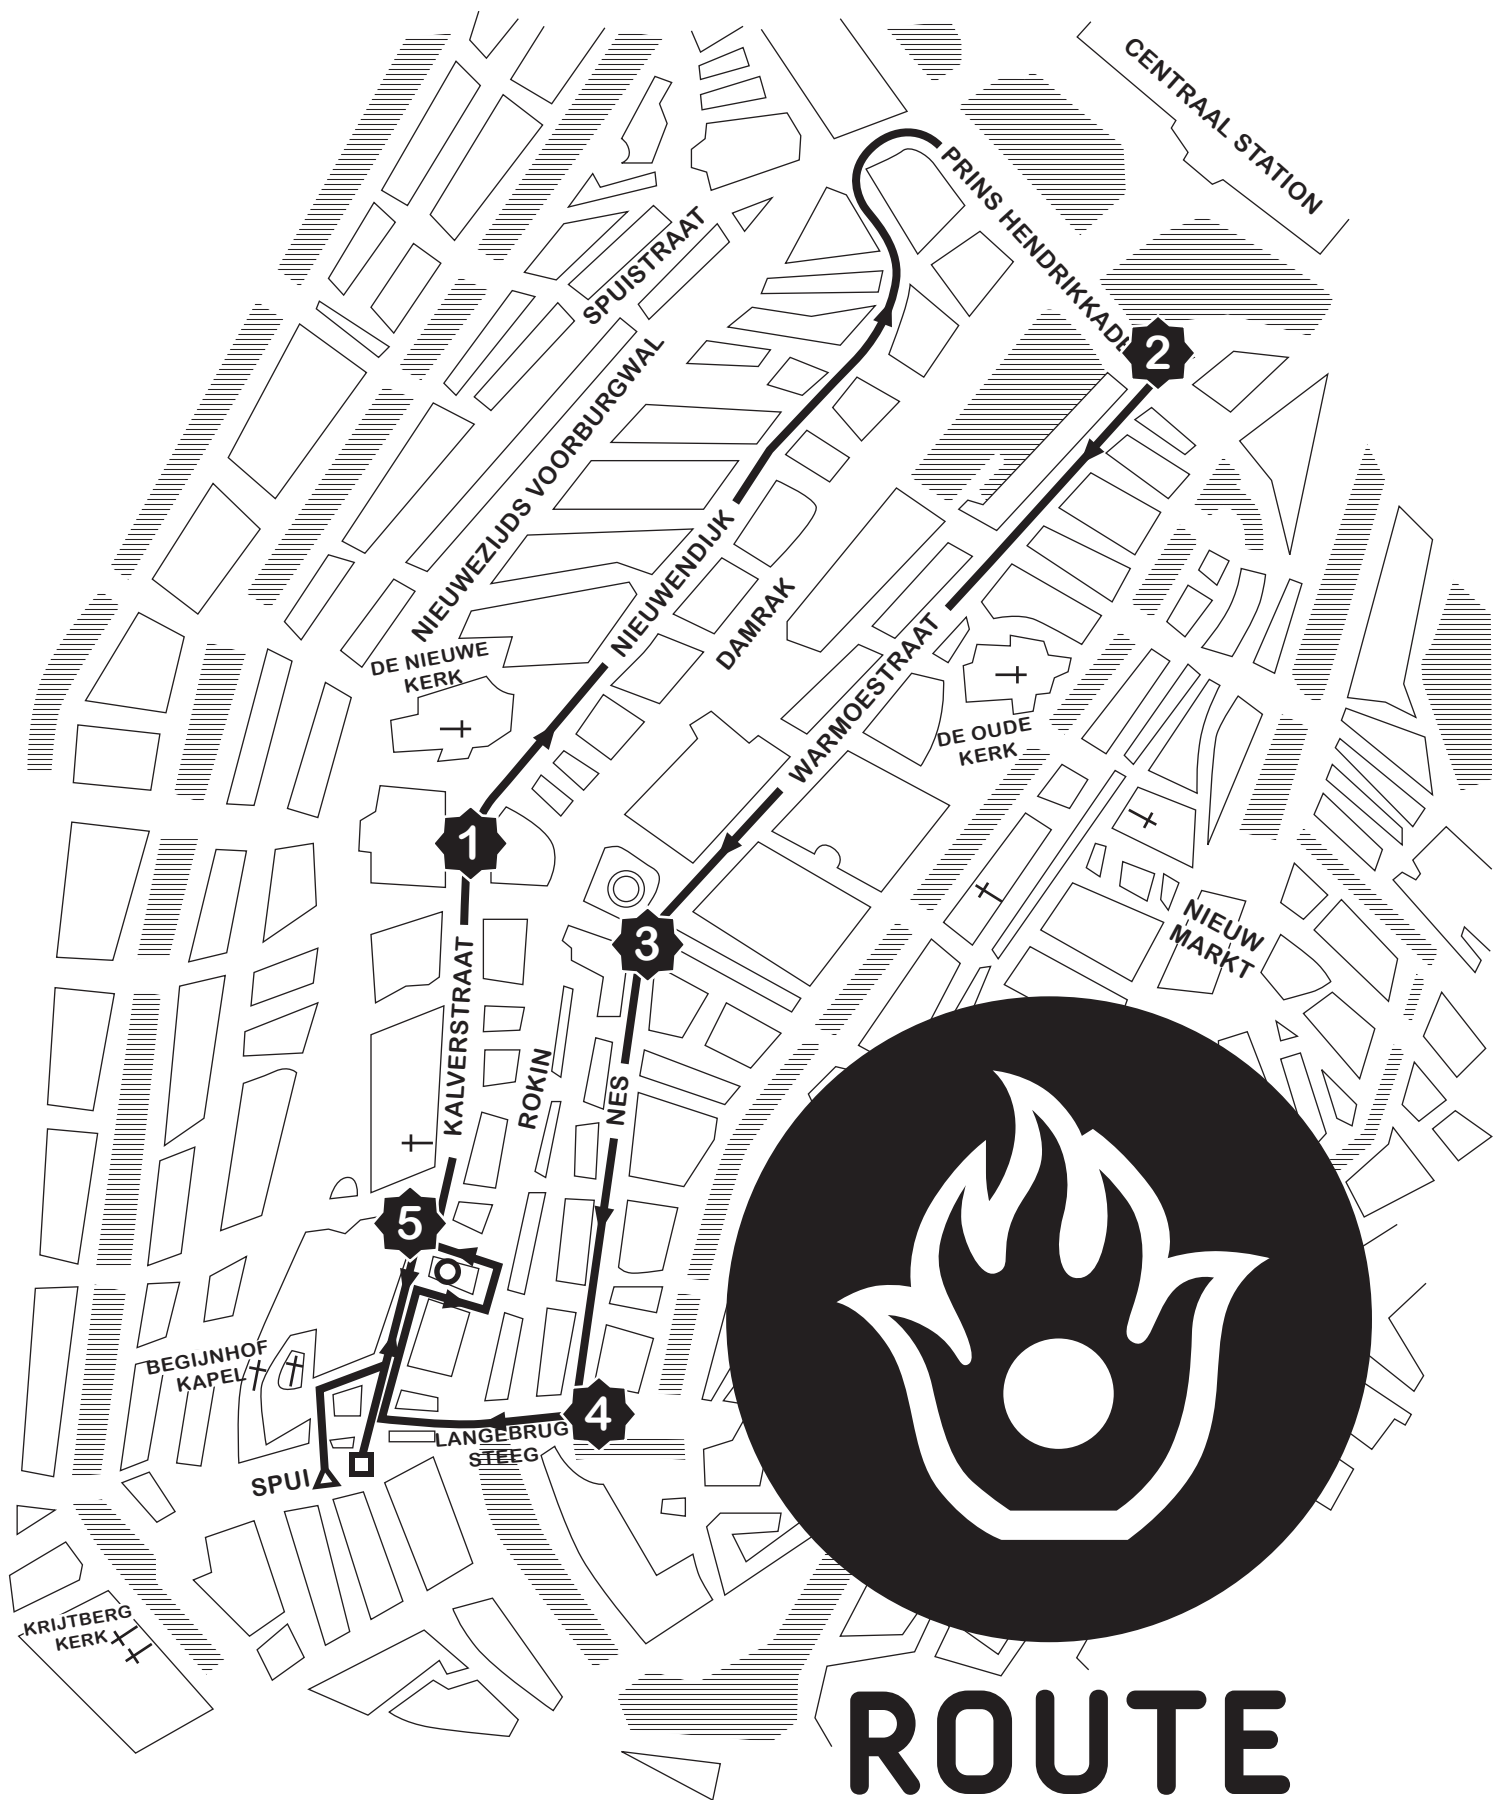 CENTRAAL STATION
PRINS HENDRIKKADE
2
SPUISTRAAT
NIEUWEZIJDS VOORBURGWAL
NIEUWENDIJK
DAMRAK
WARMOESTRAAT
DE NIEUWE
KERK
DE OUDE
KERK
1
3
NIEUW
MARKT
KALVERSTRAAT
ROKIN
NES
5
BEGIJNHOF
KAPEL
4
LANGEBRUG
STEEG
SPUI
KRIJTBERG
KERK
ROUTE